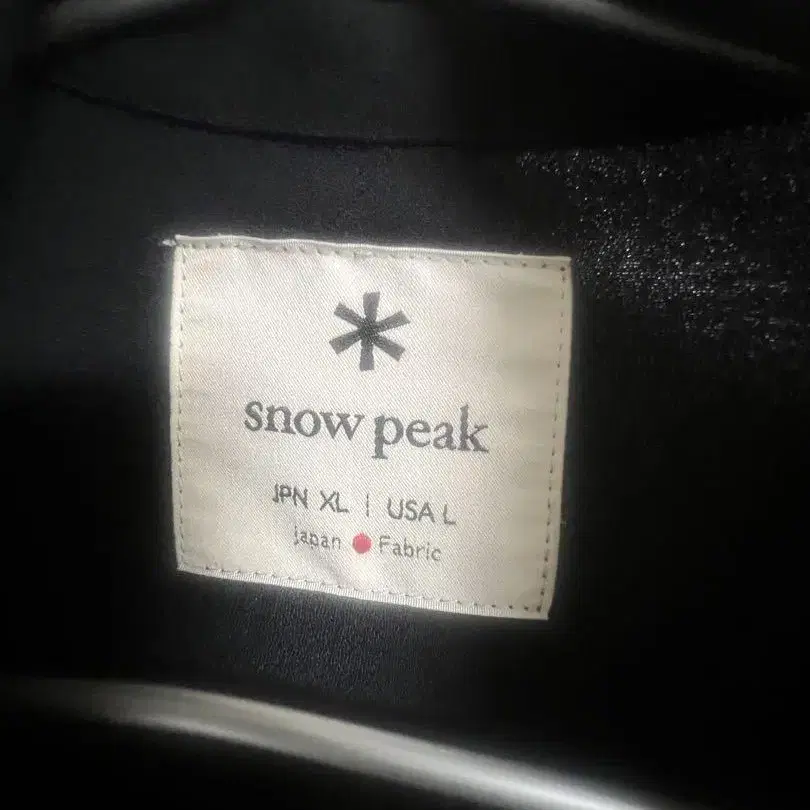 snow peak
JPN XL | USA L
Japan Fabric